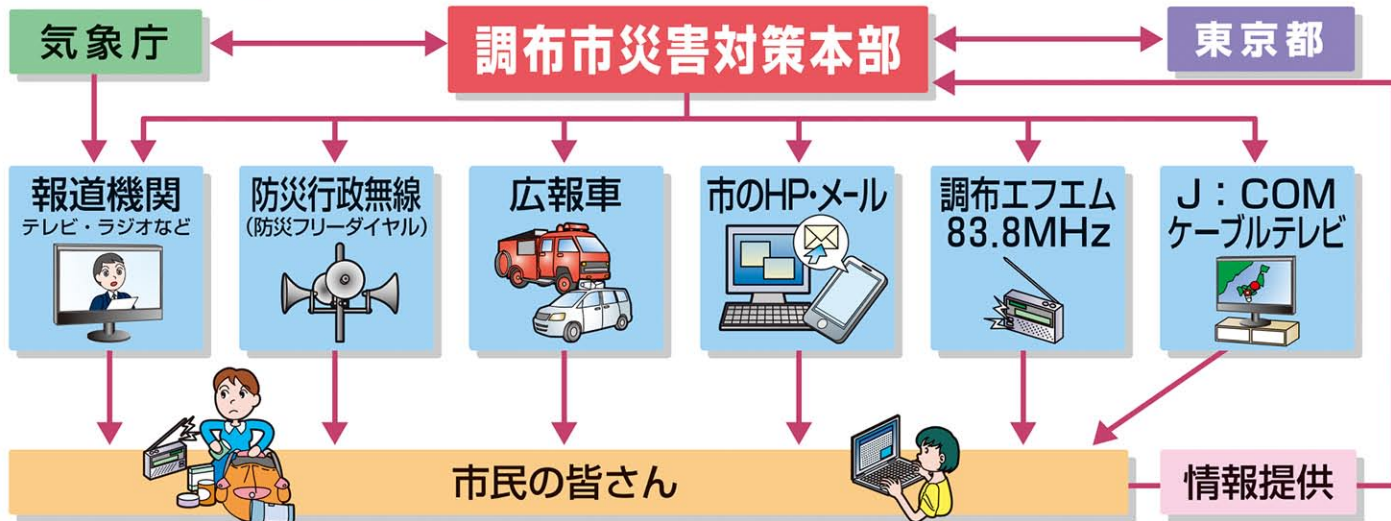 気象庁
調布市災害対策本部
東京都
報道機関
テレビ・ラジオなど
防災行政無線
(防災フリーダイヤル)
広報車
市のHP・メール
調布エフエム
83.8MHz
J：COM
ケーブルテレビ
市民の皆さん
情報提供